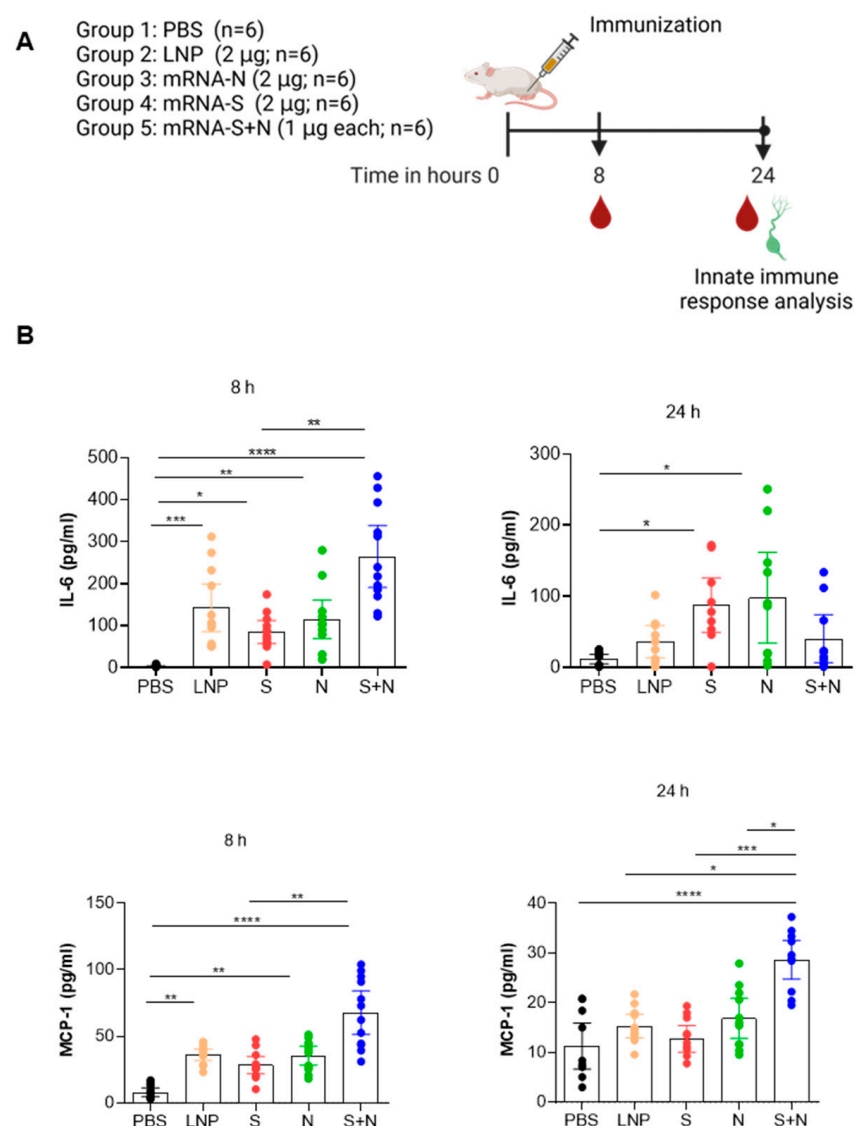 A
Group 1: PBS (n=6)
Group 2: LNP (2 µg; n=6)
Group 3: mRNA-N (2 µg; n=6)
Group 4: mRNA-S (2 µg; n=6)
Group 5: mRNA-S+N (1 µg each; n=6)
Immunization
Time in hours 0
8
24
Innate immune
response analysis
B
8 h
**
****
**
*
***
500
400
300
200
100
0
IL-6 (pg/ml)
PBS LNP S N S+N
24 h
*
*
300
200
100
0
IL-6 (pg/ml)
PBS LNP S N S+N
8 h
**
****
**
**
150
100
50
0
MCP-1 (pg/ml)
PBS LNP S N S+N
24 h
*
***
*
****
40
30
20
10
0
MCP-1 (pg/ml)
PBS LNP S N S+N